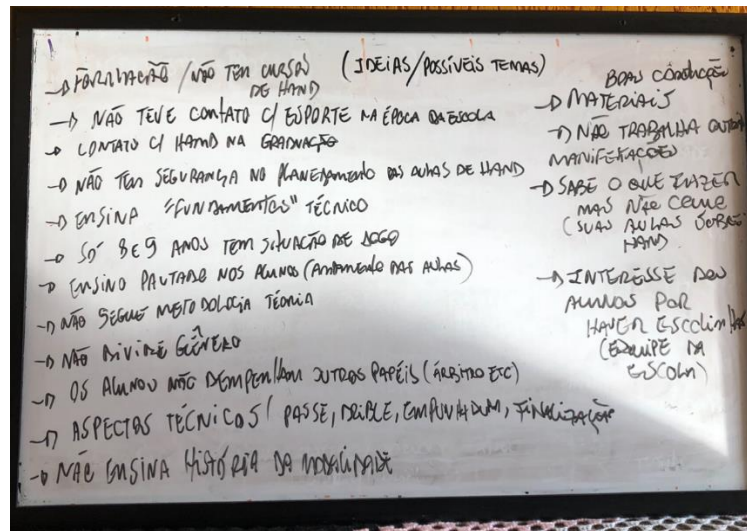 → FORMAÇÃO / NÃO TEM CURSOS DE HAND
(IDEIAS/POSSÍVEIS TEMAS)
→ NÃO TEVE CONTATO C/ ESPORTE NA ÉPOCA DA ESCOLA
→ CONTATO C/ HAND NA GRADUAÇÃO
→ NÃO TEM SEGURANÇA NO PLANEJAMENTO DAS AULAS DE HAND
→ ENSINA "FUNDAMENTOS" TÉCNICO
→ SÓ 8 E 9 ANOS TEM SITUAÇÃO DE JOGO
→ ENSINO PAUTADO NOS ALUNOS (ANDAMENTO DAS AULAS)
→ NÃO SEGUE METODOLOGIA TEÓRIA
→ NÃO DIVIDE GÊNERO
→ OS ALUNOS NÃO DEMPENHAM OUTROS PAPÉIS (ÁRBITRO ETC)
→ ASPECTOS TÉCNICOS / PASSE, DRIBLE, EMPUNHADURA, FINALIZAÇÃO
→ NÃO ENSINA HISTÓRIA DA MODALIDADE
BOAS CONDIÇÕES
→ MATERIAIS
→ NÃO TRABALHA OUTRAS
MANIFESTAÇÕES
→ SABE O QUE FAZER
MAS NÃO COMO
(SUAS AULAS SOBRE
HAND
→ INTERESSE DOS
ALUNOS POR
HAVER ESCOLINHAS
(EQUIPE DA
ESCOLA)